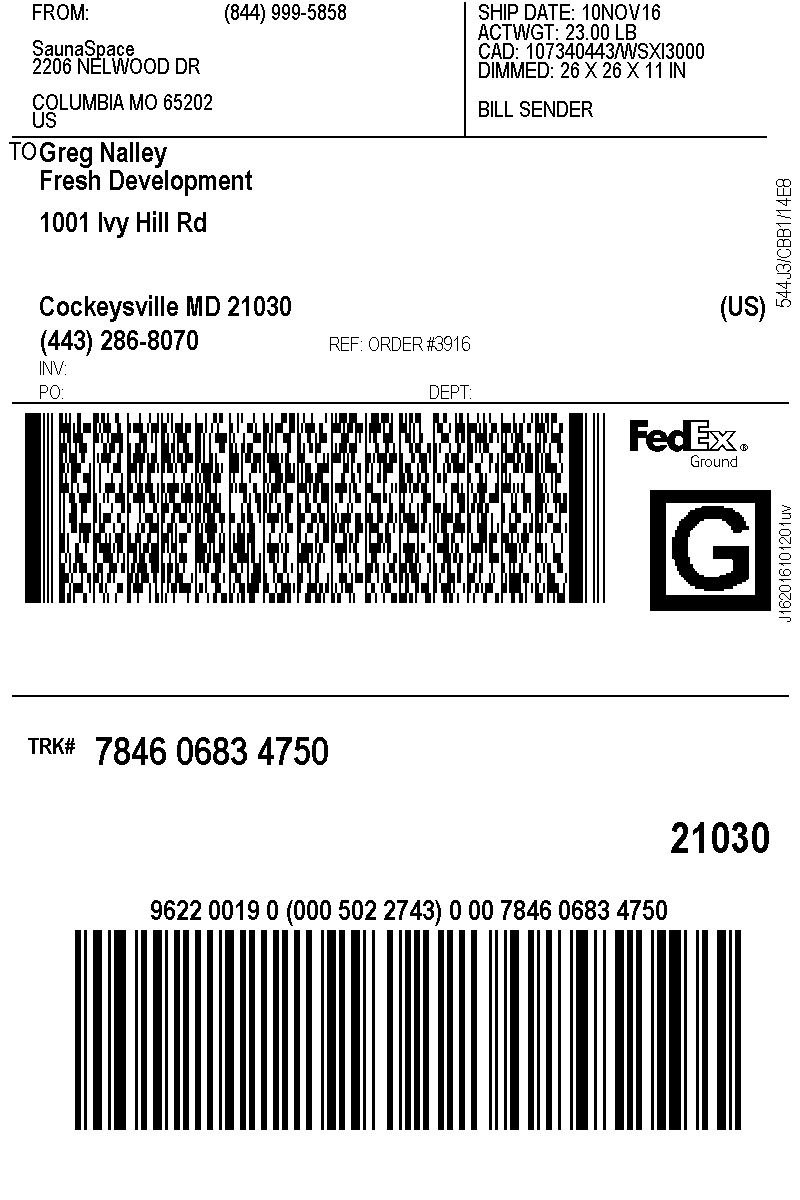 FROM: (844) 999-5858
SaunaSpace
2206 NELWOOD DR
COLUMBIA MO 65202
US
SHIP DATE: 10NOV16
ACTWGT: 23.00 LB
CAD: 107340443/WSXI3000
DIMMED: 26 X 26 X 11 IN
BILL SENDER
TO Greg Nalley
Fresh Development
1001 Ivy Hill Rd
Cockeysville MD 21030 (US)
(443) 286-8070 REF: ORDER #3916
INV:
PO: DEPT:
544J3/CBB1/14E8
FedEx®
Ground
G
J162016101201uv
TRK# 7846 0683 4750
21030
9622 0019 0 (000 502 2743) 0 00 7846 0683 4750